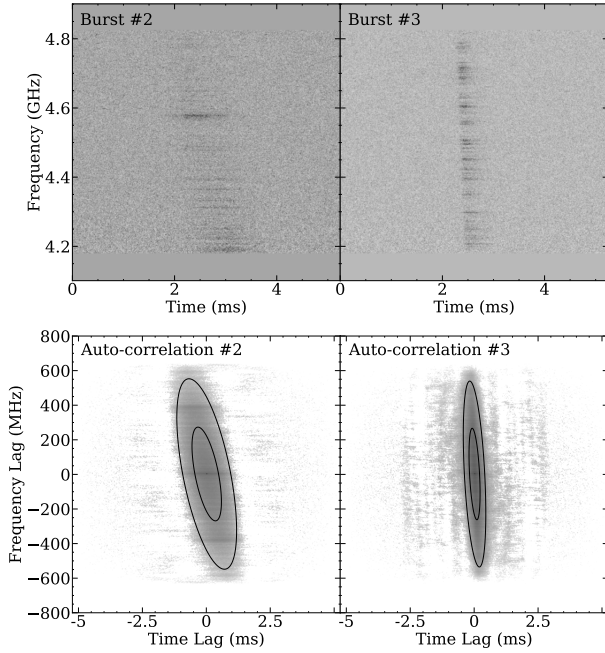 Burst #2
Burst #3
4.8
4.6
4.4
4.2
Frequency (GHz)
0
2
4
0
2
4
Time (ms)
Time (ms)
Auto-correlation #2
Auto-correlation #3
800
600
400
200
0
−200
−400
−600
−800
Frequency Lag (MHz)
-5
-2.5
0
2.5
-5
-2.5
0
2.5
Time Lag (ms)
Time Lag (ms)